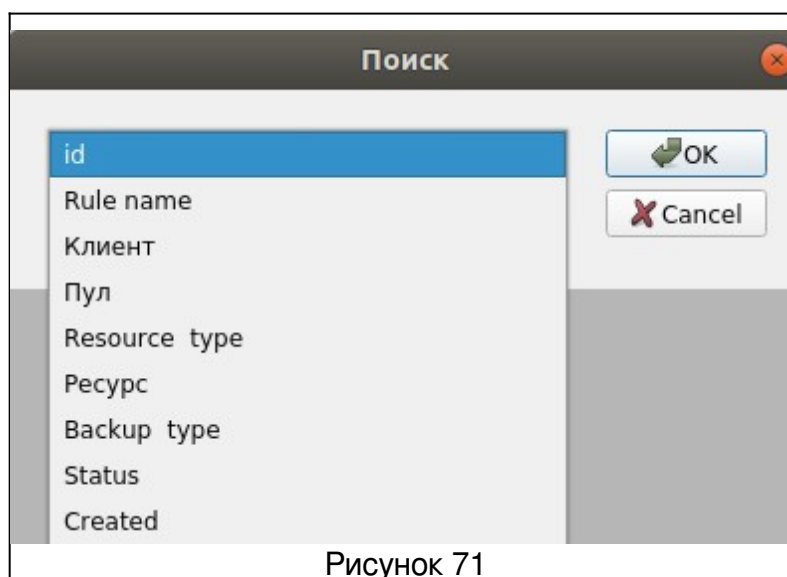 Поиск
id
OK
Rule name
Cancel
Клиент
Пул
Resource type
Ресурс
Backup type
Status
Created
Рисунок 71